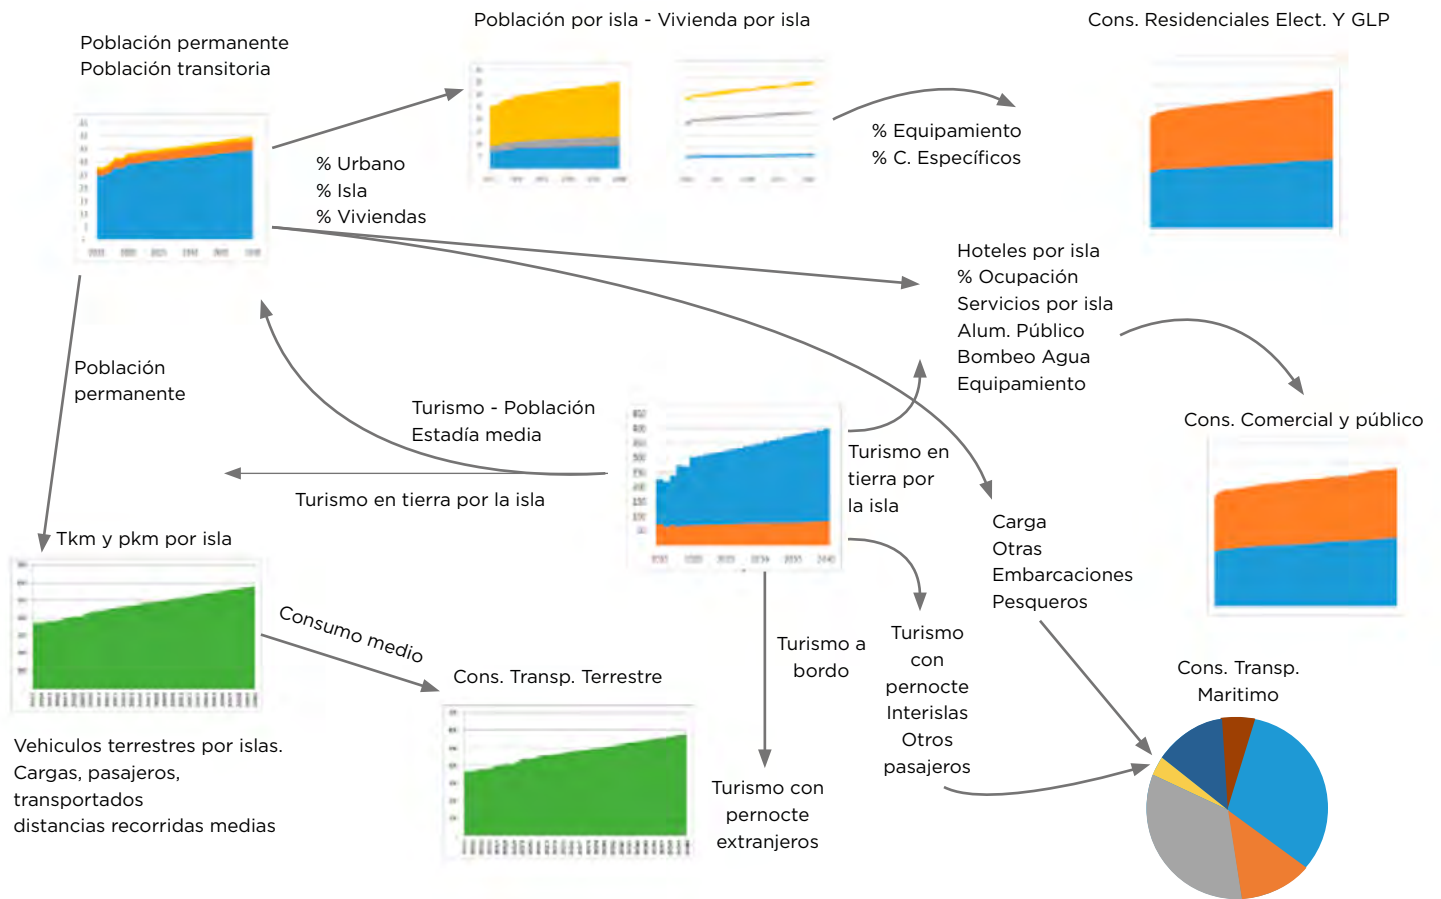 Población por isla - Vivienda por isla
Cons. Residenciales Elect. Y GLP
Población permanente
Población transitoria
% Urbano
% Isla
% Viviendas
% Equipamiento
% C. Específicos
Hoteles por isla
% Ocupación
Servicios por isla
Alum. Público
Bombeo Agua
Equipamiento
Población
permanente
Turismo - Población
Estadía media
Turismo en tierra por la isla
Turismo en
tierra por
la isla
Cons. Comercial y público
Carga
Otras
Embarcaciones
Pesqueros
Tkm y pkm por isla
Consumo medio
Cons. Transp. Terrestre
Turismo a
bordo
Turismo
con
pernocte
Interislas
Otros
pasajeros
Cons. Transp.
Maritimo
Vehiculos terrestres por islas.
Cargas, pasajeros,
transportados
distancias recorridas medias
Turismo con
pernocte
extranjeros